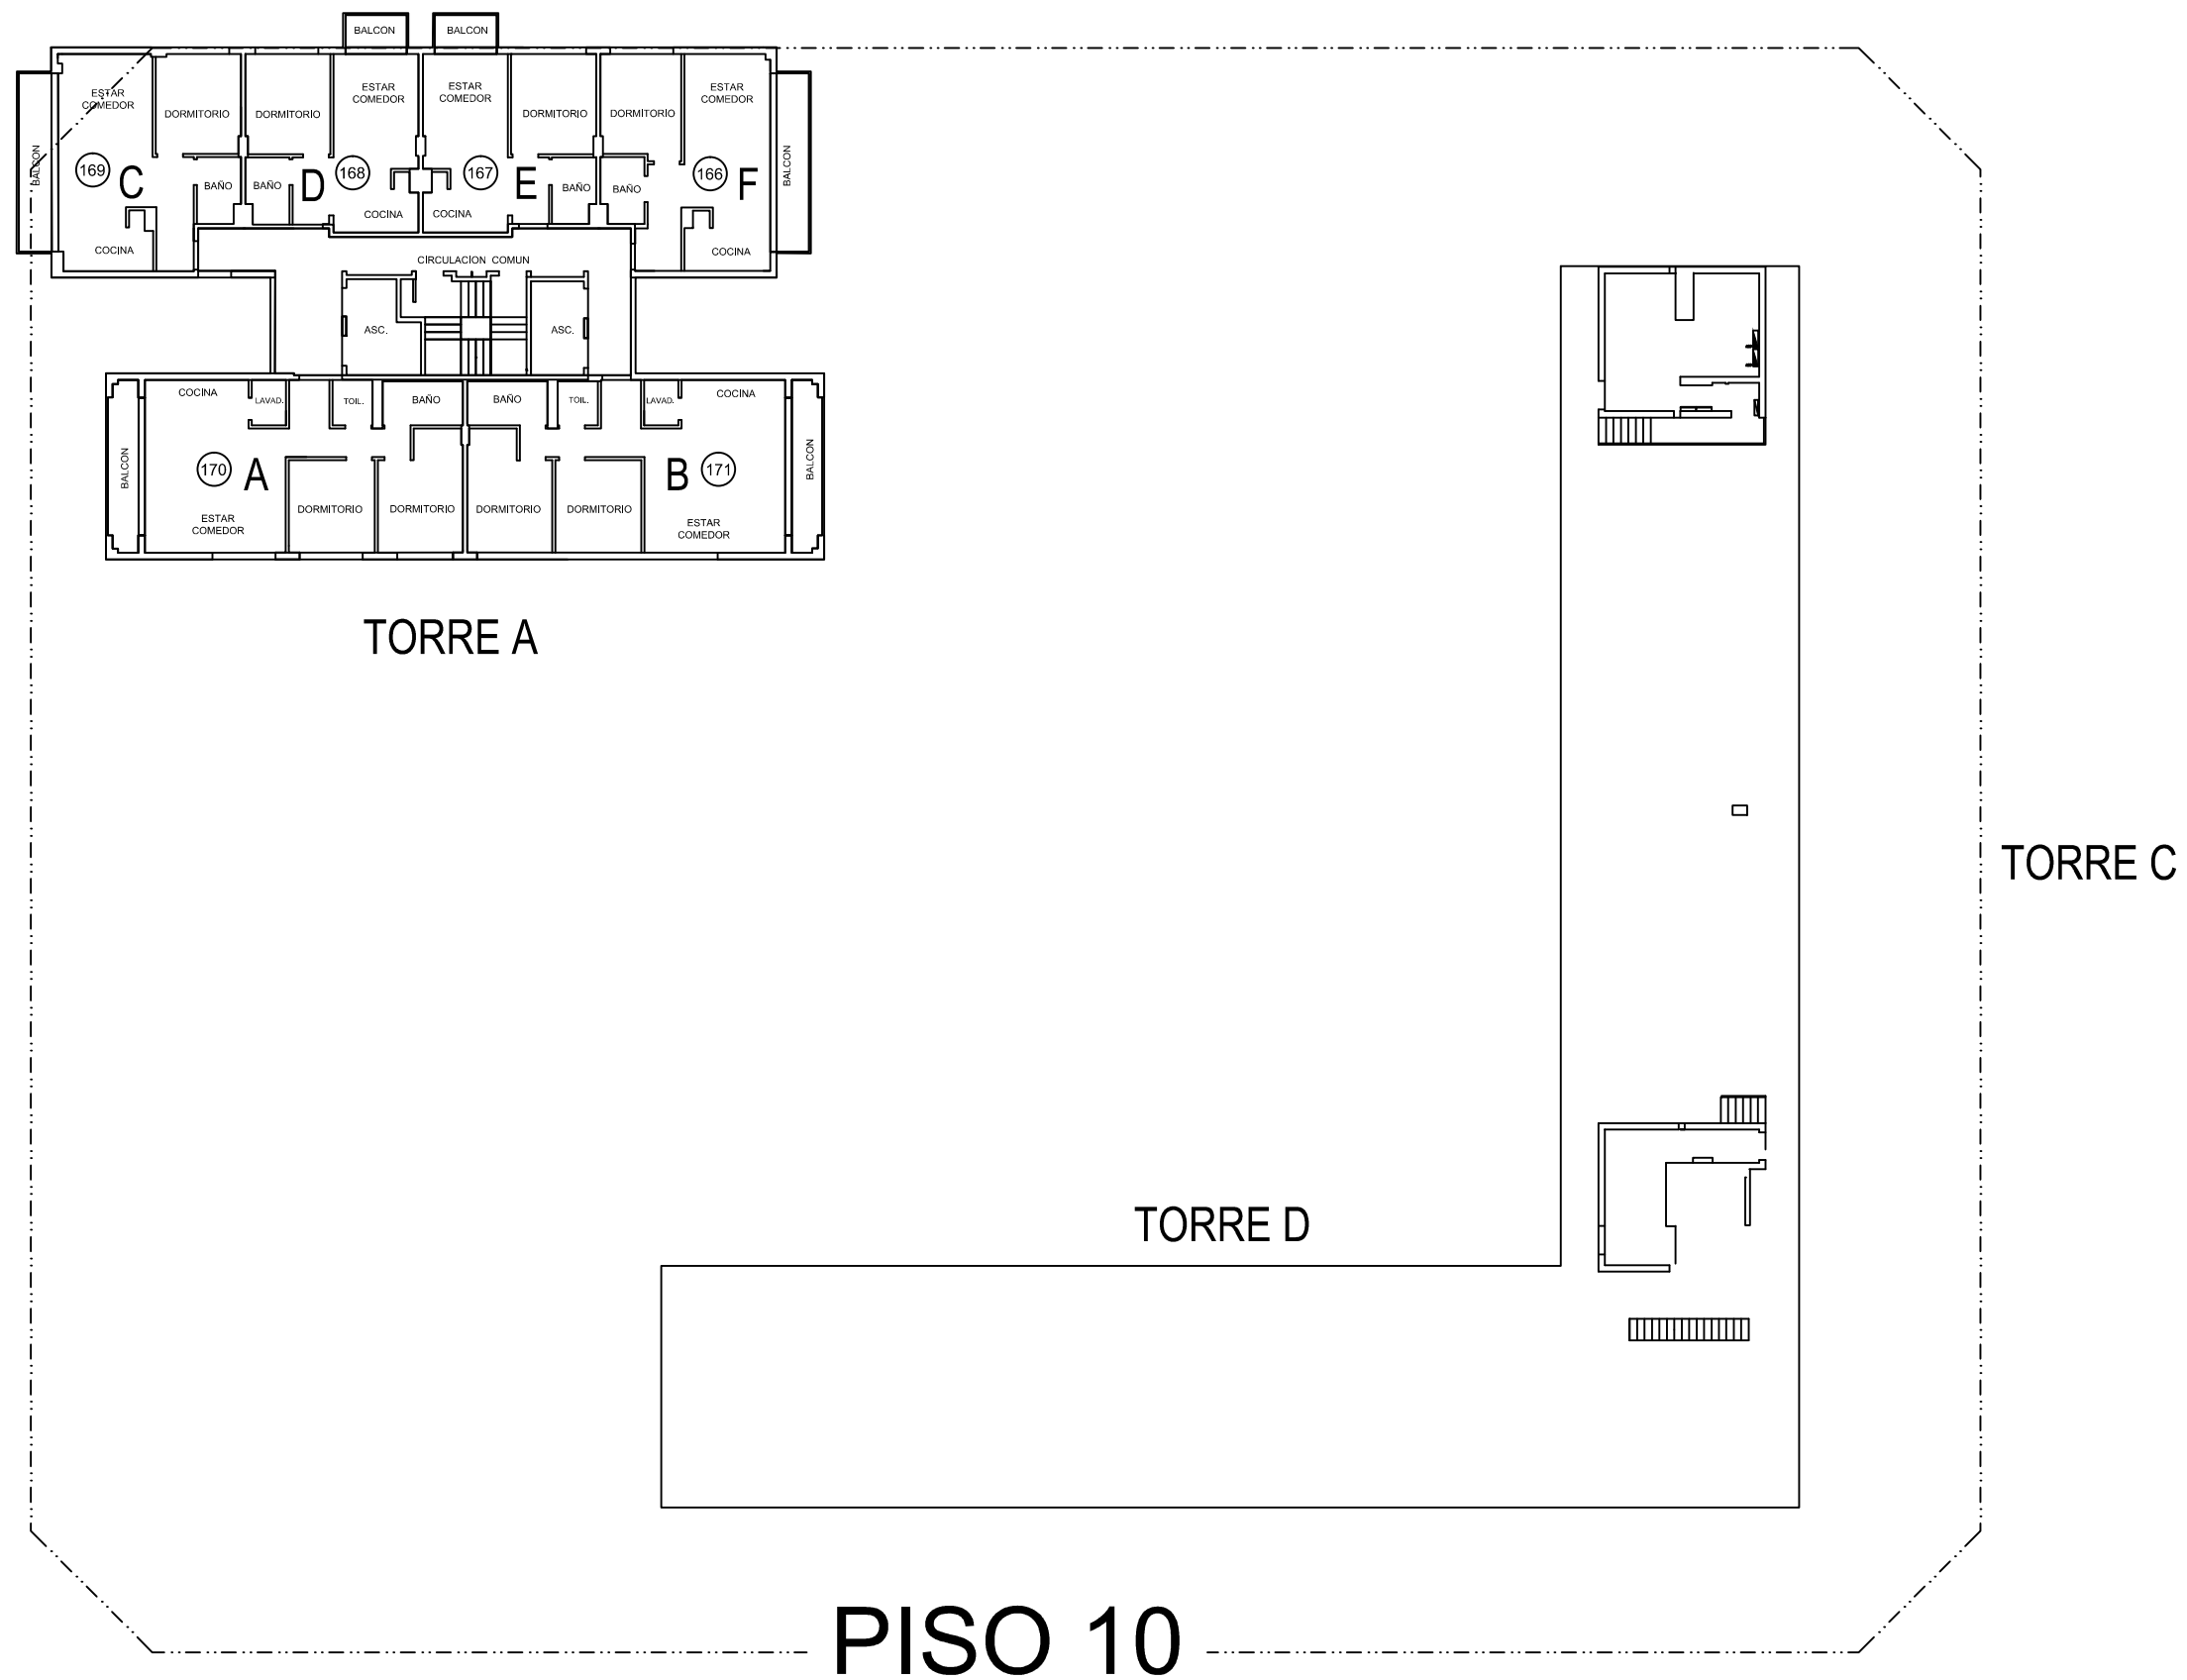 BALCON
BALCON
ESTAR
COMEDOR
DORMITORIO
DORMITORIO
ESTAR
COMEDOR
ESTAR
COMEDOR
DORMITORIO
DORMITORIO
ESTAR
COMEDOR
BALCON
169
C
BAÑO
BAÑO
D
168
167
E
BAÑO
BAÑO
166
F
BALCON
COCINA
COCINA
COCINA
COCINA
CIRCULACION COMUN
ASC.
ASC.
COCINA
LAVAD.
TOIL.
BAÑO
BAÑO
TOIL.
LAVAD.
COCINA
BALCON
170
A
B
171
BALCON
ESTAR
COMEDOR
DORMITORIO
DORMITORIO
DORMITORIO
DORMITORIO
ESTAR
COMEDOR
TORRE A
TORRE C
TORRE D
PISO 10